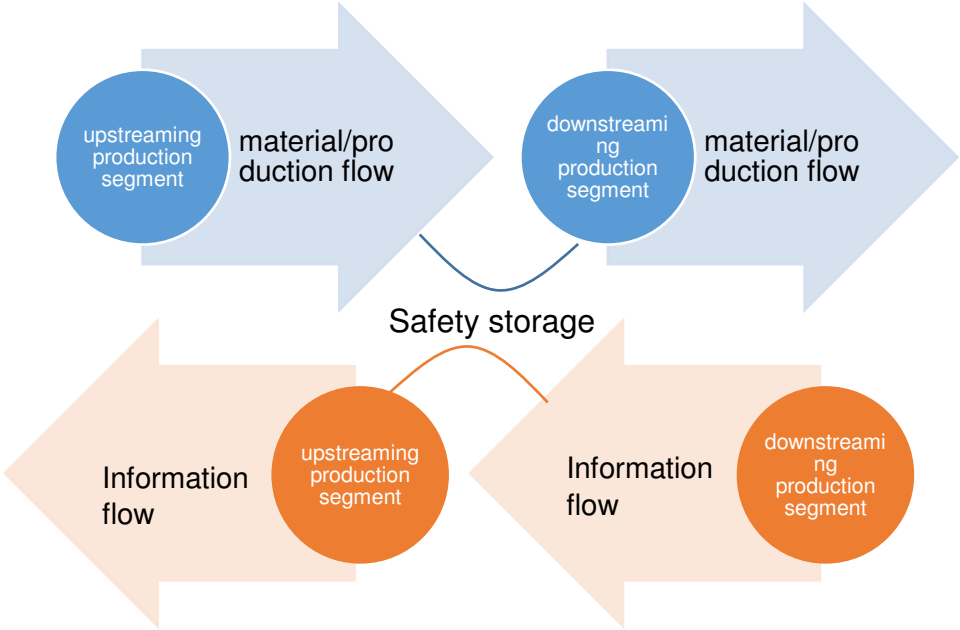 upstreaming
production
segment
material/pro
duction flow
downstreami
ng
production
segment
material/pro
duction flow
Safety storage
Information
flow
upstreaming
production
segment
Information
flow
downstreami
ng
production
segment